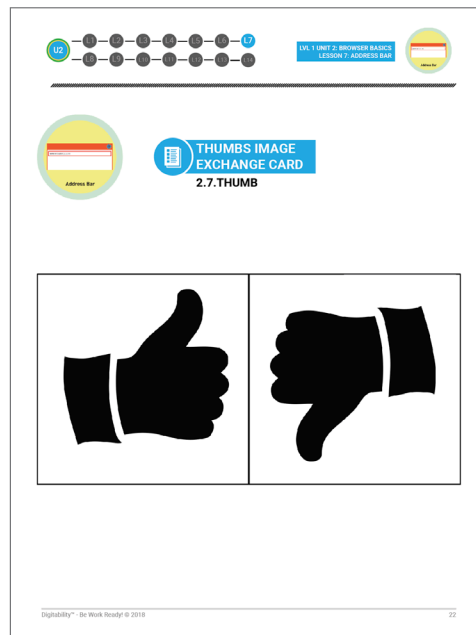 U2
L1 L2 L3 L4 L5 L6 L7
L8 L9 L10 L11 L12 L13 L14
LVL 1 UNIT 2: BROWSER BASICS
LESSON 7: ADDRESS BAR
Address Bar
Address Bar
THUMBS IMAGE
EXCHANGE CARD
2.7.THUMB
Digitability™ - Be Work Ready! © 2018
22